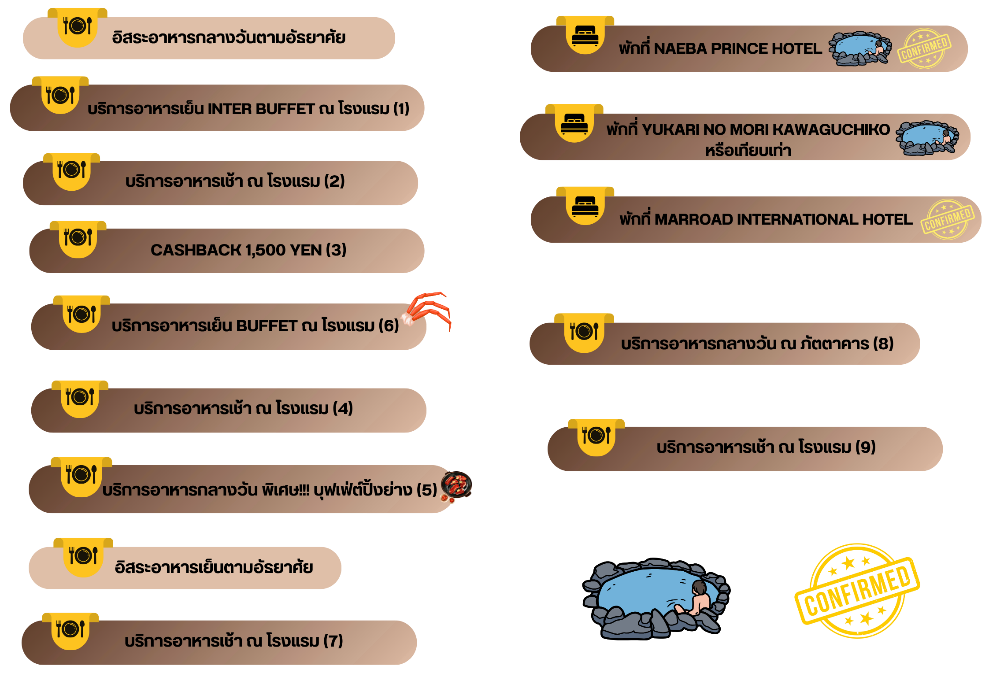 อิสระอาหารกลางวันตามอัธยาศัย
บริการอาหารเย็น INTER BUFFET ณ โรงแรม (1)
บริการอาหารเช้า ณ โรงแรม (2)
CASHBACK 1,500 YEN (3)
บริการอาหารเย็น BUFFET ณ โรงแรม (6)
บริการอาหารเช้า ณ โรงแรม (4)
บริการอาหารกลางวัน พิเศษ!!! บุฟเฟ่ต์ปิ้งย่าง (5)
อิสระอาหารเย็นตามอัธยาศัย
บริการอาหารเช้า ณ โรงแรม (7)
พักที่ NAEBA PRINCE HOTEL
CONFIRMED
พักที่ YUKARI NO MORI KAWAGUCHIKO
หรือเทียบเท่า
พักที่ MARROAD INTERNATIONAL HOTEL
CONFIRMED
บริการอาหารกลางวัน ณ ภัตตาคาร (8)
บริการอาหารเช้า ณ โรงแรม (9)
CONFIRMED